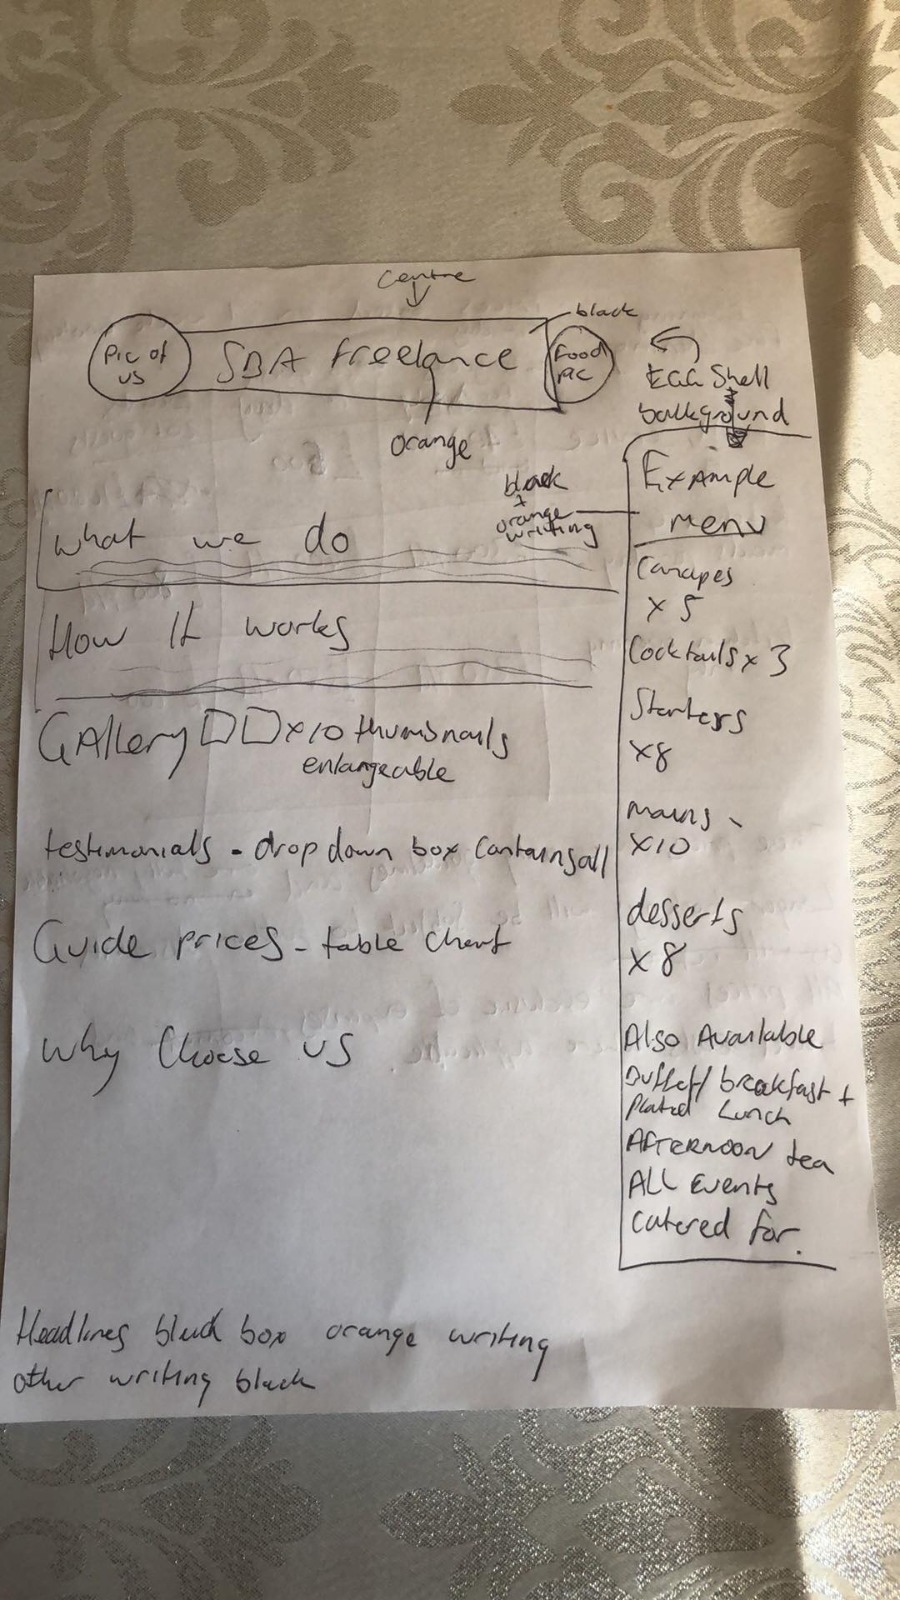 Centre
black
Pic of
us
SBA freelance
Food
pic
Egg Shell
background
orange
black
+
orange
writing
Example
menu
what we do
Canapes
x 5
How It works
Cocktails x 3
Starters
x8
GAllery x10 thumbnails
enlargeable
mains -
x10
testimonials - drop down box contains all
desserts
x 8
Guide prices - table chart
Why Choose us
Also Available
Buffet/breakfast +
Plated Lunch
AFTERNOON tea
ALL Events
catered for.
Headlines black box orange writing
other writing black